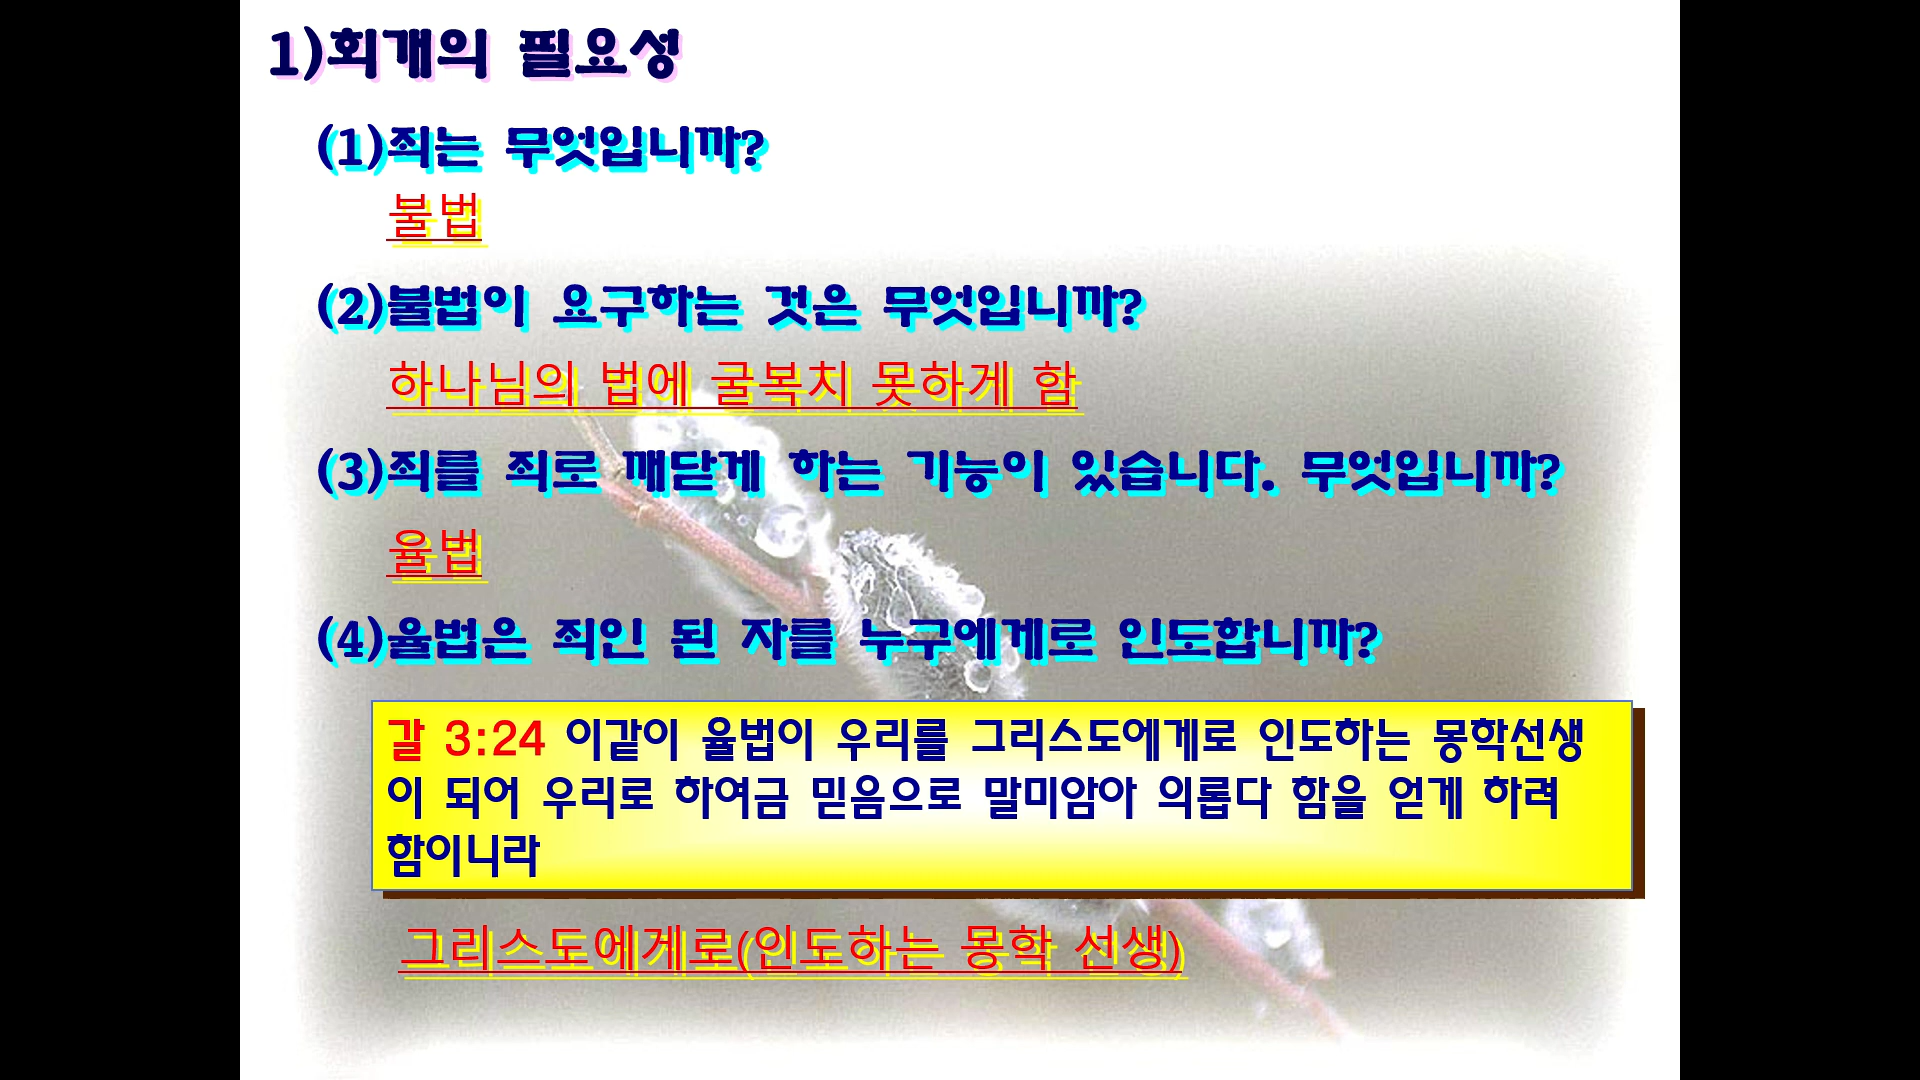 1)회개의 필요성
(1)죄는 무엇입니까?
불법
(2)불법이 요구하는 것은 무엇입니까?
하나님의 법에 굴복치 못하게 함
(3)죄를 죄로 깨닫게 하는 기능이 있습니다. 무엇입니까?
율법
(4)율법은 죄인 된 자를 누구에게로 인도합니까?
갈 3:24 이같이 율법이 우리를 그리스도에게로 인도하는 몽학선생
이 되어 우리로 하여금 믿음으로 말미암아 의롭다 함을 얻게 하려
함이니라
그리스도에게로(인도하는 몽학 선생)